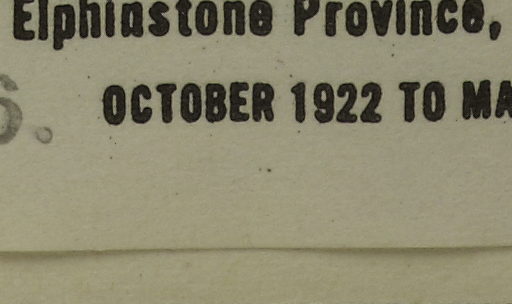 Elphinstone Province,
OCTOBER 1922 TO MA